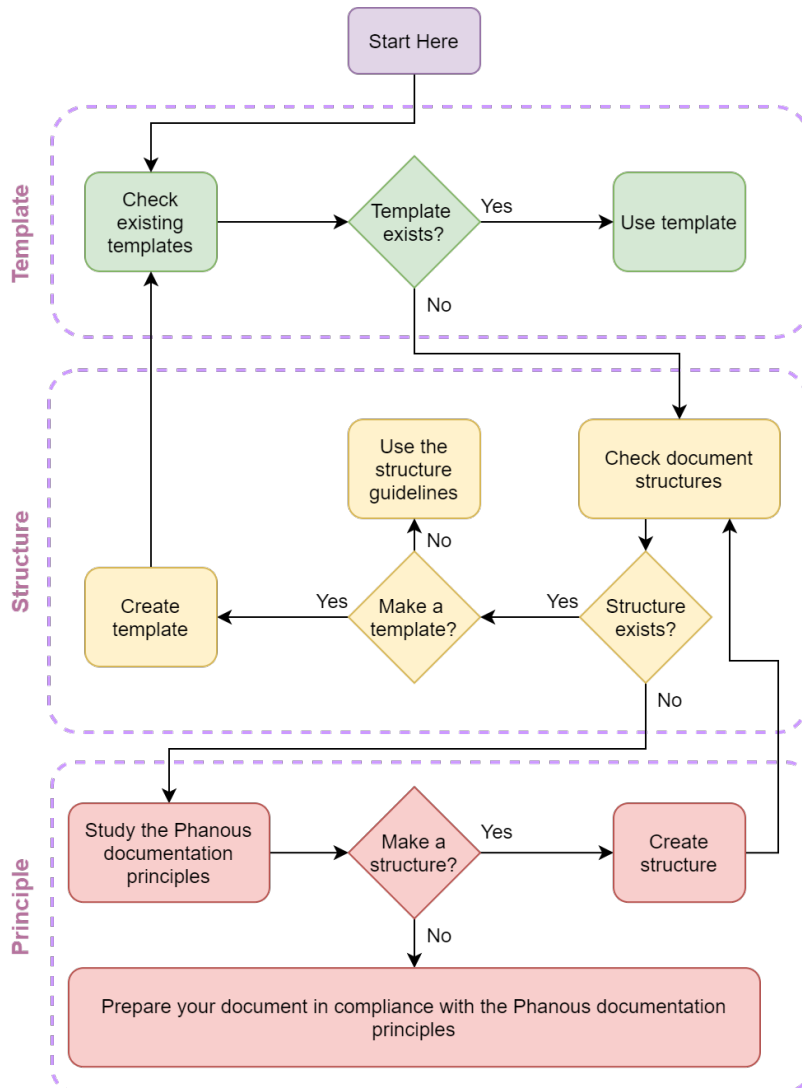 Start Here
Template
Check
existing
templates
Template
exists?
Yes
Use template
No
Structure
Use the
structure
guidelines
Check document
structures
No
Create
template
Yes
Make a
template?
Yes
Structure
exists?
No
Principle
Study the Phanous
documentation
principles
Make a
structure?
Yes
Create
structure
No
Prepare your document in compliance with the Phanous documentation
principles